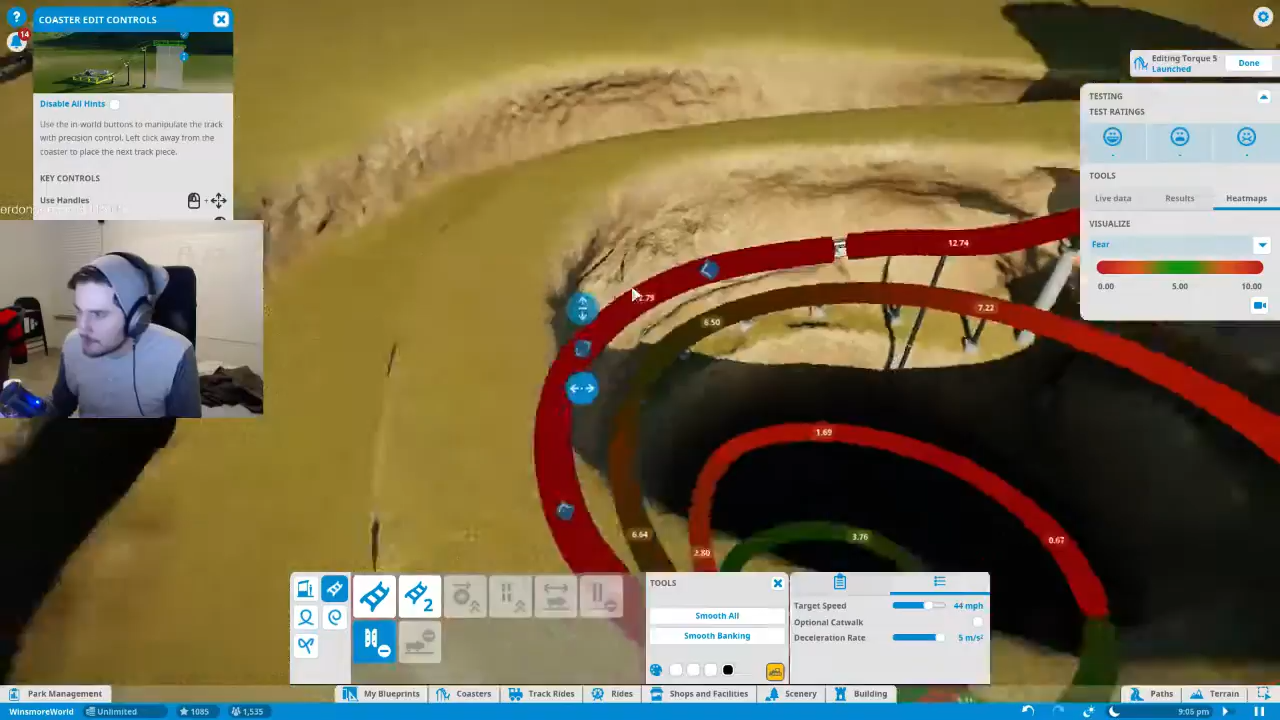 COASTER EDIT CONTROLS
14
Editing Torque 5
Launched
Done
Disable All Hints
Use the in-world buttons to manipulate the track
with precision control. Left click away from the
coaster to place the next track piece.
KEY CONTROLS
Use Handles
TESTING
TEST RATINGS
- - -
TOOLS
Live data Results Heatmaps
VISUALIZE
Fear
0.00 5.00 10.00
12.74
7.22
6.50
1.69
6.64
2.80
3.76
0.67
2
TOOLS
Smooth All
Smooth Banking
Target Speed 44 mph
Optional Catwalk
Deceleration Rate 5 m/s²
Park Management
My Blueprints
Coasters
Track Rides
Rides
Shops and Facilities
Scenery
Building
Paths
Terrain
WinsmoreWorld
Unlimited
1085
1,535
9:05 pm